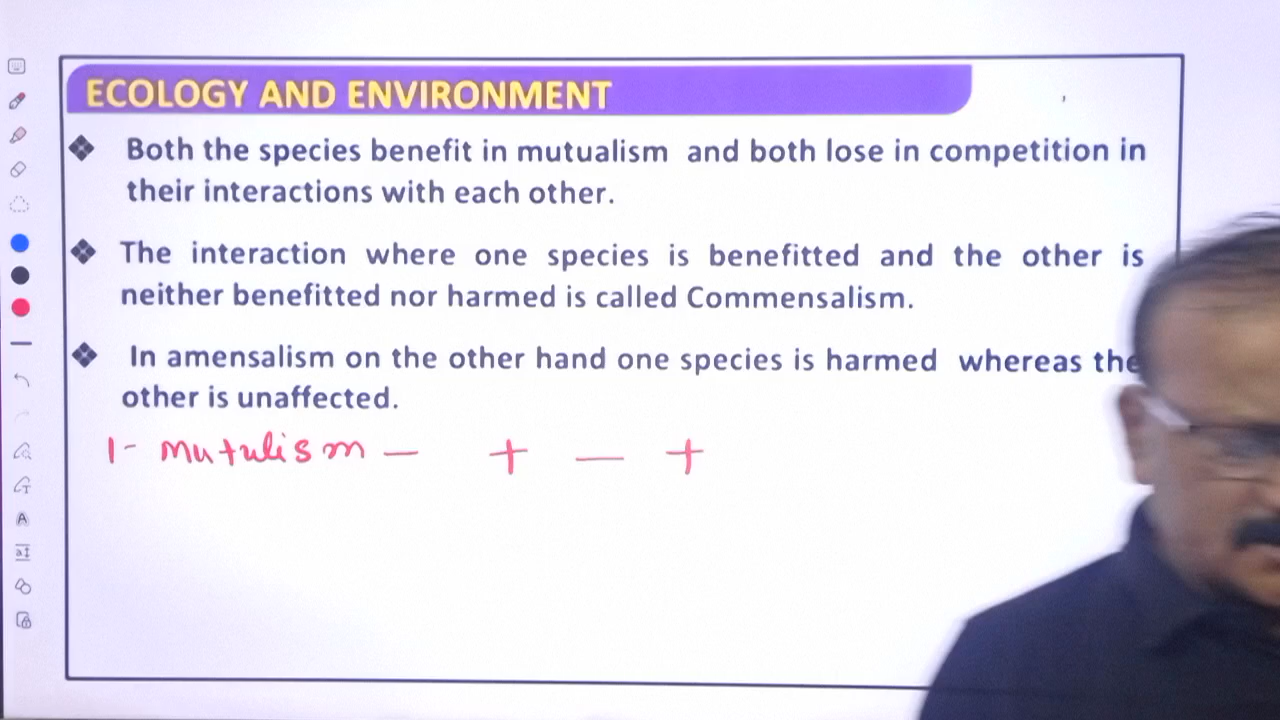 ECOLOGY AND ENVIRONMENT
❖ Both the species benefit in mutualism and both lose in competition in
their interactions with each other.
❖ The interaction where one species is benefitted and the other is
neither benefitted nor harmed is called Commensalism.
❖ In amensalism on the other hand one species is harmed whereas the
other is unaffected.
1- mutulism — + — +